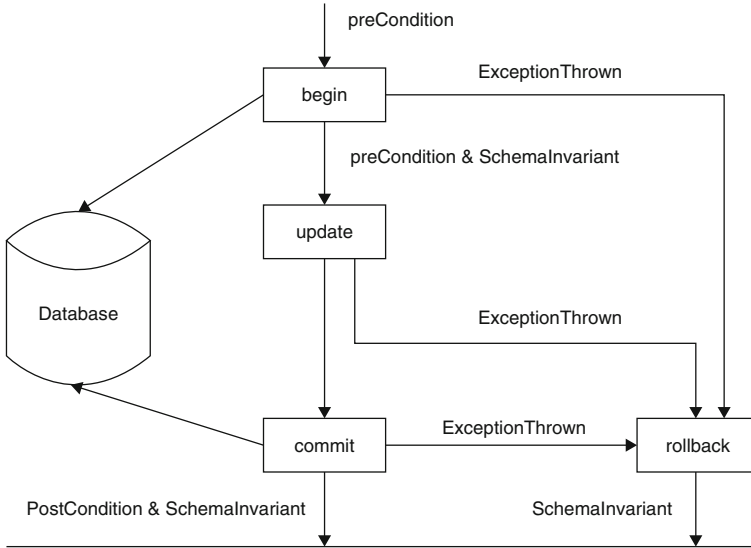 preCondition
ExceptionThrown
begin
preCondition & SchemaInvariant
update
Database
ExceptionThrown
ExceptionThrown
commit
rollback
PostCondition & SchemaInvariant
SchemaInvariant